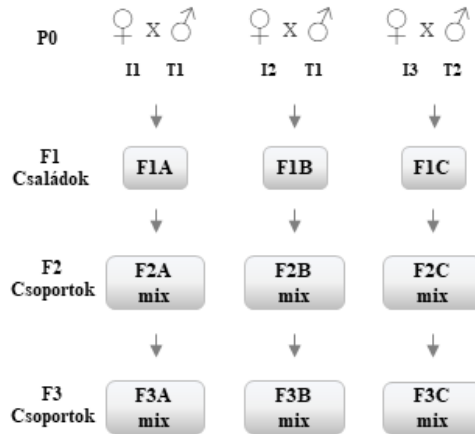 P0 ♀ x ♂ ♀ x ♂ ♀ x ♂
I1 T1 I2 T1 I3 T2
F1
Családok
F1A F1B F1C
F2
Csoportok
F2A
mix
F2B
mix
F2C
mix
F3
Csoportok
F3A
mix
F3B
mix
F3C
mix